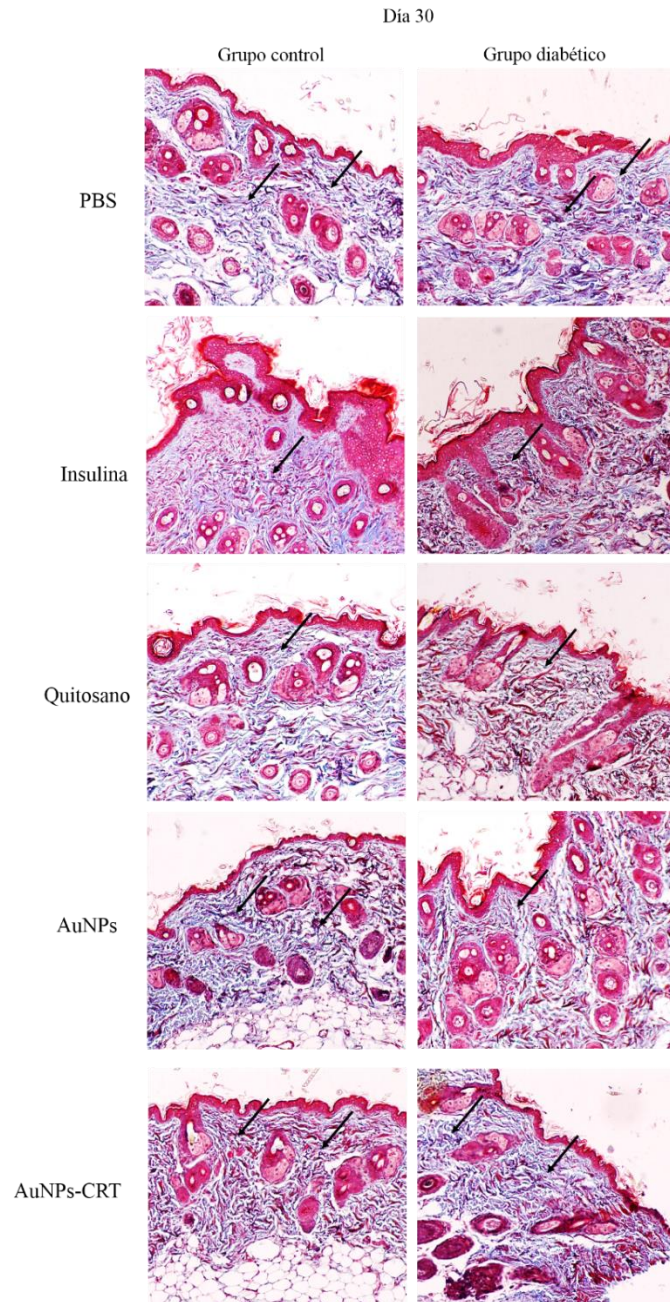 Día 30
Grupo control
Grupo diabético
PBS
Insulina
Quitosano
AuNPs
AuNPs-CRT